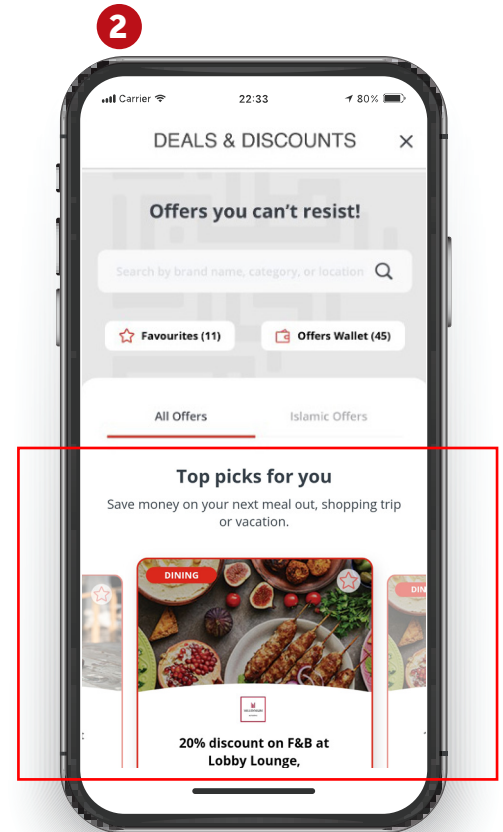 2
Carrier
22:33
80%
DEALS & DISCOUNTS
Offers you can't resist!
Search by brand name, category, or location
Favourites (11)
Offers Wallet (45)
All Offers
Islamic Offers
Top picks for you
Save money on your next meal out, shopping trip
or vacation.
DINING
DIN
20% discount on F&B at
Lobby Lounge,